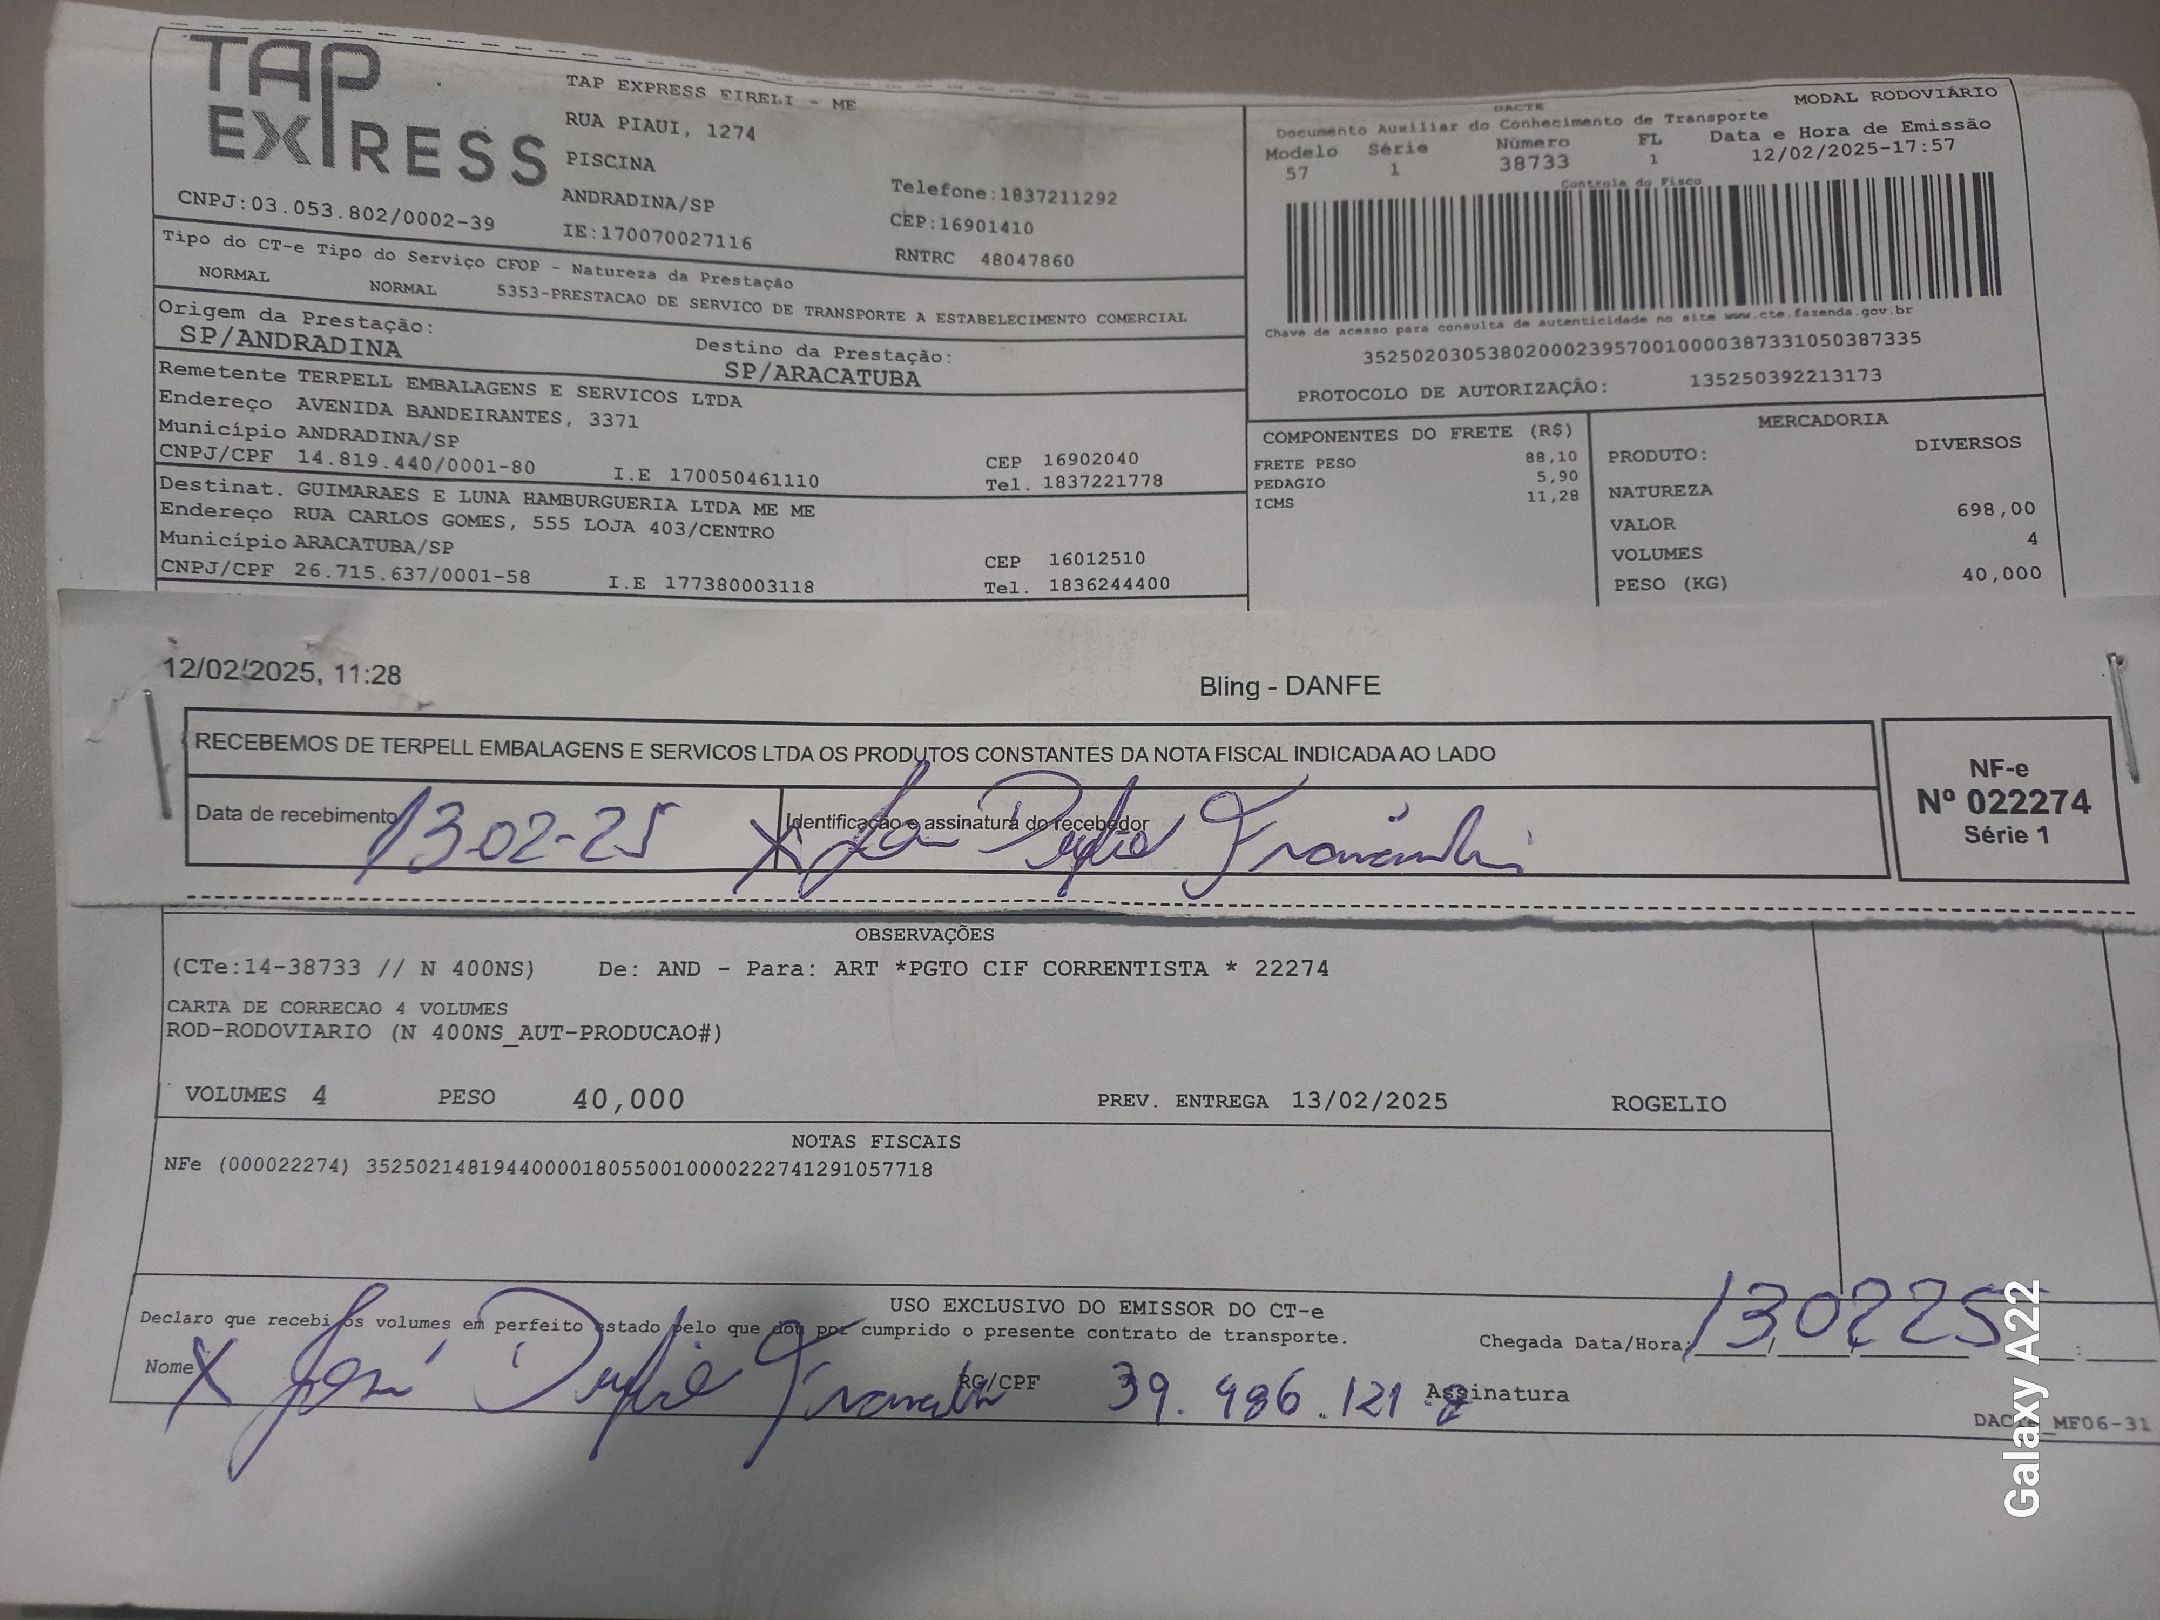 TAP EXPRESS
TAP EXPRESS EIRELI - ME
RUA PIAUI, 1274
PISCINA
ANDRADINA/SP
IE:170070027116
Telefone:1837211292
CEP:16901410
RNTRC 48047860
CNPJ:03.053.802/0002-39
MODAL RODOVIÁRIO
DACTE
Documento Auxiliar do Conhecimento de Transporte
Modelo Série Número FL Data e Hora de Emissão
57 1 38733 1 12/02/2025-17:57
Controle do Fisco
Chave de acesso para consulta de autenticidade no site www.cte.fazenda.gov.br
35250203053802000239570010000387331050387335
PROTOCOLO DE AUTORIZAÇÃO: 135250392213173
Tipo do CT-e Tipo do Serviço CFOP - Natureza da Prestação
NORMAL NORMAL 5353-PRESTACAO DE SERVICO DE TRANSPORTE A ESTABELECIMENTO COMERCIAL
Origem da Prestação:
SP/ANDRADINA
Destino da Prestação:
SP/ARACATUBA
Remetente TERPELL EMBALAGENS E SERVICOS LTDA
Endereço AVENIDA BANDEIRANTES, 3371
Município ANDRADINA/SP CEP 16902040
CNPJ/CPF 14.819.440/0001-80 I.E 170050461110 Tel. 1837221778
Destinat. GUIMARAES E LUNA HAMBURGUERIA LTDA ME ME
Endereço RUA CARLOS GOMES, 555 LOJA 403/CENTRO
Município ARACATUBA/SP CEP 16012510
CNPJ/CPF 26.715.637/0001-58 I.E 177380003118 Tel. 1836244400
COMPONENTES DO FRETE (R$)
FRETE PESO 88,10
PEDAGIO 5,90
ICMS 11,28
MERCADORIA
PRODUTO: DIVERSOS
NATUREZA
VALOR 698,00
VOLUMES 4
PESO (KG) 40,000
12/02/2025, 11:28 Bling - DANFE
RECEBEMOS DE TERPELL EMBALAGENS E SERVICOS LTDA OS PRODUTOS CONSTANTES DA NOTA FISCAL INDICADA AO LADO
Data de recebimento Identificação e assinatura do recebedor
13-02-25 X
NF-e
Nº 022274
Série 1
OBSERVAÇÕES
(CTe:14-38733 // N 400NS) De: AND - Para: ART *PGTO CIF CORRENTISTA * 22274
CARTA DE CORRECAO 4 VOLUMES
ROD-RODOVIARIO (N 400NS_AUT-PRODUCAO#)
VOLUMES 4 PESO 40,000 PREV. ENTREGA 13/02/2025 ROGELIO
NOTAS FISCAIS
NFe (000022274) 35250214819440000180550010000222741291057718
USO EXCLUSIVO DO EMISSOR DO CT-e
Declaro que recebi os volumes em perfeito estado pelo que dou por cumprido o presente contrato de transporte.
Chegada Data/Hora: 130225
Nome X José RG/CPF 39.486.121 Assinatura
DACTE_MF06-31
Galaxy A22